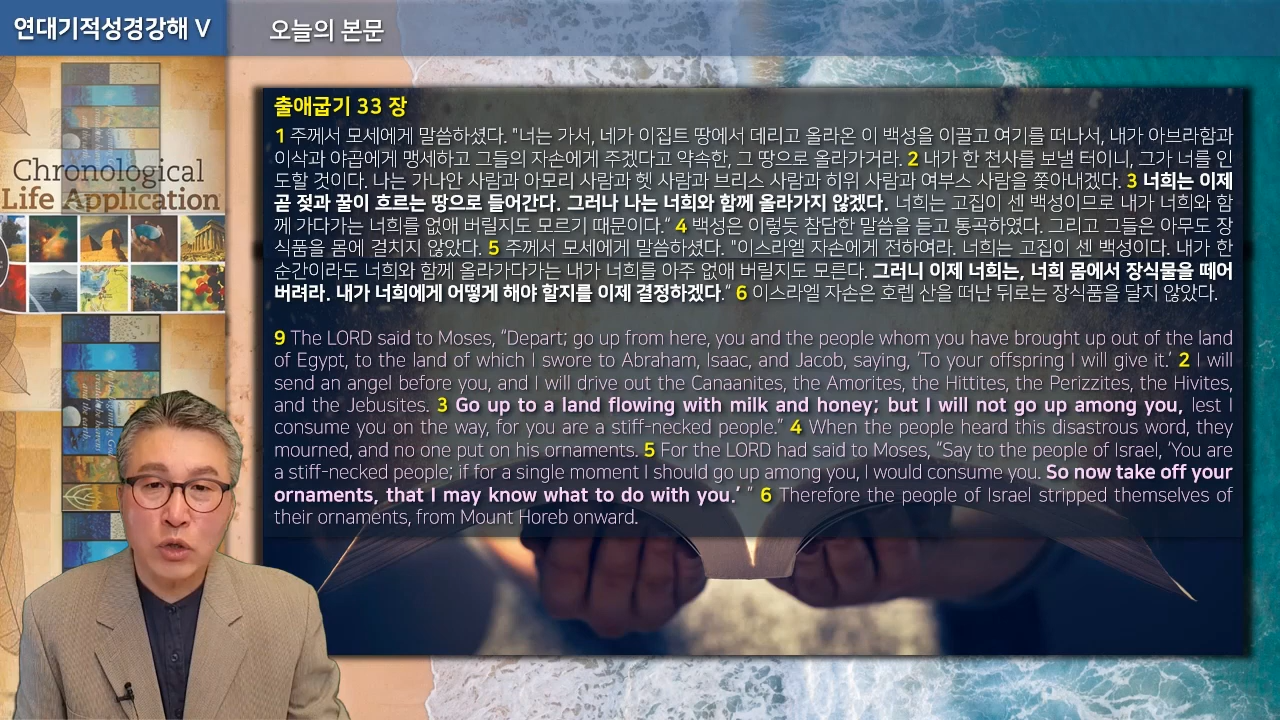 연대기적성경강해 V
오늘의 본문
Chronological
Life Application
출애굽기 33 장
1 주께서 모세에게 말씀하셨다. "너는 가서, 네가 이집트 땅에서 데리고 올라온 이 백성을 이끌고 여기를 떠나서, 내가 아브라함과
이삭과 야곱에게 맹세하고 그들의 자손에게 주겠다고 약속한, 그 땅으로 올라가거라. 2 내가 한 천사를 보낼 터이니, 그가 너를 인
도할 것이다. 나는 가나안 사람과 아모리 사람과 헷 사람과 브리스 사람과 히위 사람과 여부스 사람을 쫓아내겠다. 3 너희는 이제
곧 젖과 꿀이 흐르는 땅으로 들어간다. 그러나 나는 너희와 함께 올라가지 않겠다. 너희는 고집이 센 백성이므로 내가 너희와 함
께 가다가는 너희를 없애 버릴지도 모르기 때문이다." 4 백성은 이렇듯 참담한 말씀을 듣고 통곡하였다. 그리고 그들은 아무도 장
식품을 몸에 걸치지 않았다. 5 주께서 모세에게 말씀하셨다. "이스라엘 자손에게 전하여라. 너희는 고집이 센 백성이다. 내가 한
순간이라도 너희와 함께 올라가다가는 내가 너희를 아주 없애 버릴지도 모른다. 그러니 이제 너희는, 너희 몸에서 장식물을 떼어
버려라. 내가 너희에게 어떻게 해야 할지를 이제 결정하겠다." 6 이스라엘 자손은 호렙 산을 떠난 뒤로는 장식품을 달지 않았다.
9 The LORD said to Moses, “Depart; go up from here, you and the people whom you have brought up out of the land
of Egypt, to the land of which I swore to Abraham, Isaac, and Jacob, saying, ‘To your offspring I will give it.’ 2 I will
send an angel before you, and I will drive out the Canaanites, the Amorites, the Hittites, the Perizzites, the Hivites,
and the Jebusites. 3 Go up to a land flowing with milk and honey; but I will not go up among you, lest I
consume you on the way, for you are a stiff-necked people.” 4 When the people heard this disastrous word, they
mourned, and no one put on his ornaments. 5 For the LORD had said to Moses, “Say to the people of Israel, ‘You are
a stiff-necked people; if for a single moment I should go up among you, I would consume you. So now take off your
ornaments, that I may know what to do with you.’ ” 6 Therefore the people of Israel stripped themselves of
their ornaments, from Mount Horeb onward.